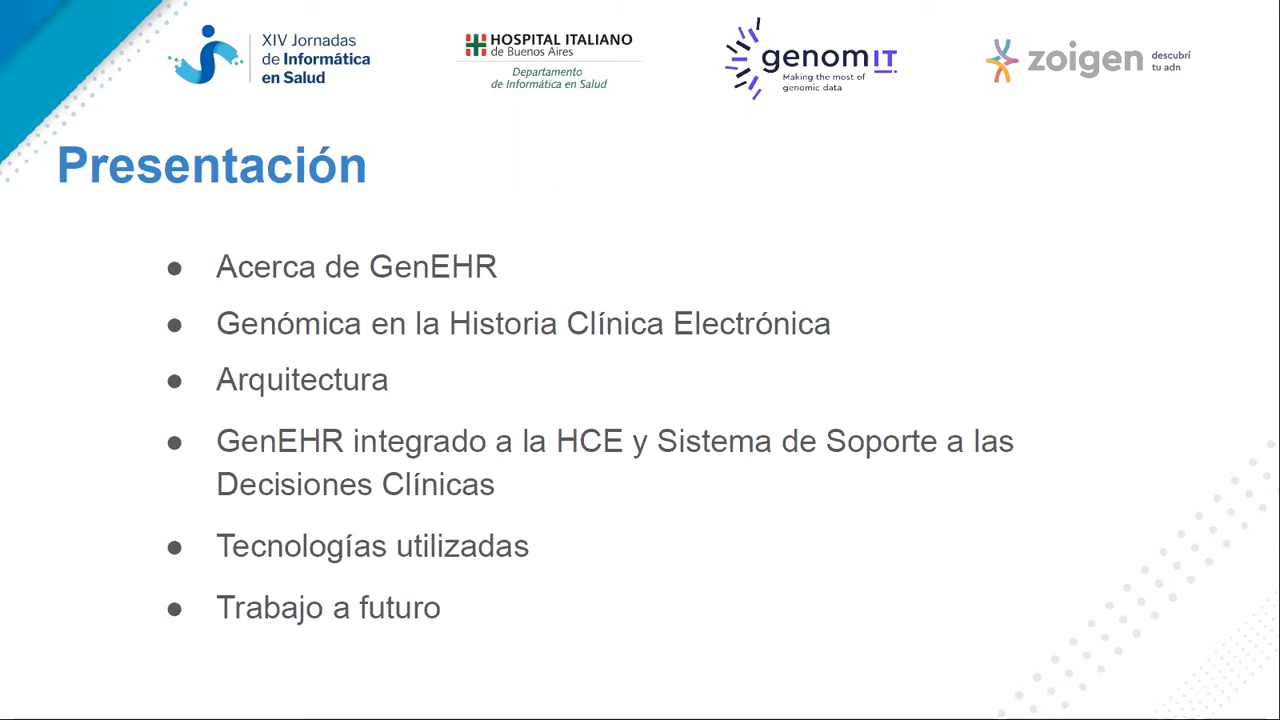 XIV Jornadas
de Informática
en Salud
HOSPITAL ITALIANO
de Buenos Aires
Departamento
de Informática en Salud
genomIT
Making the most of
genomic data
zoigen
descubrí
tu adn
Presentación
● Acerca de GenEHR
● Genómica en la Historia Clínica Electrónica
● Arquitectura
● GenEHR integrado a la HCE y Sistema de Soporte a las
Decisiones Clínicas
● Tecnologías utilizadas
● Trabajo a futuro